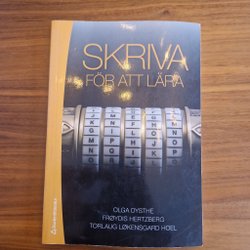 SKRIVA
FÖR ATT LÄRA
OLGA DYSTHE
FRØYDIS HERTZBERG
TORLAUG LØKENSGARD HOEL